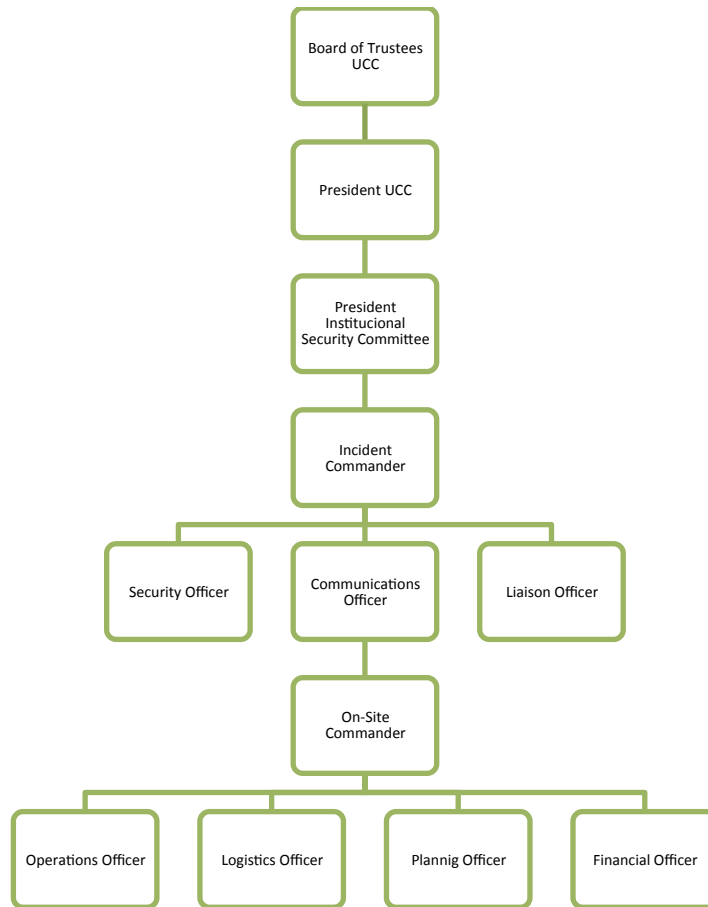 Board of Trustees
UCC
President UCC
President
Institucional
Security Committee
Incident
Commander
Security Officer
Communications
Officer
Liaison Officer
On-Site
Commander
Operations Officer
Logistics Officer
Plannig Officer
Financial Officer